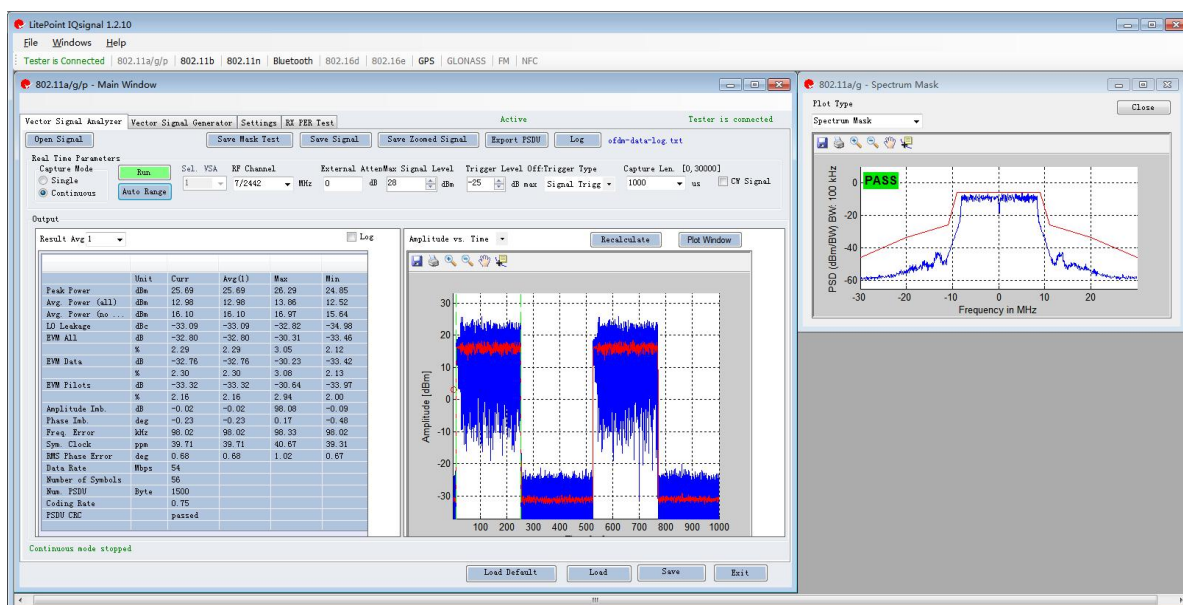 LitePoint IQsignal 1.2.10
File Windows Help
Tester is Connected 802.11a/g/p 802.11b 802.11n Bluetooth 802.16d 802.16e GPS GLONASS FM NFC
802.11a/g/p - Main Window
Vector Signal Analyzer Vector Signal Generator Settings RX PER Test Active Tester is connected
Open Signal Save Mask Test Save Signal Save Zoomed Signal Export PSDU Log ofdm-data-log.txt
Real Time Parameters
Capture Mode Run Sel. VSA RF Channel External Atten Max Signal Level Trigger Level Off: Trigger Type Capture Len. [0,30000]
Single
Continuous Auto Range 1 7/2442 MHz 0 dB 28 dBm -25 dB max Signal Trigg 1000 us CW Signal
Output
Result Avg 1 Log Amplitude vs. Time Recalculate Plot Window
Unit Curr Avg(1) Max Min
Peak Power dBm 25.69 25.69 26.29 24.85
Avg. Power (all) dBm 12.98 12.98 13.86 12.52
Avg. Power (no ... dBm 16.10 16.10 16.97 15.64
LO Leakage dBc -33.09 -33.09 -32.82 -34.98
EVM All dB -32.80 -32.80 -30.31 -33.46
% 2.29 2.29 3.05 2.12
EVM Data dB -32.76 -32.76 -30.23 -33.42
% 2.30 2.30 3.08 2.13
EVM Pilots dB -33.32 -33.32 -30.64 -33.97
% 2.16 2.16 2.94 2.00
Amplitude Imb. dB -0.02 -0.02 98.08 -0.09
Phase Imb. deg -0.23 -0.23 0.17 -0.48
Freq. Error kHz 98.02 98.02 98.33 98.02
Sym. Clock ppm 39.71 39.71 40.67 39.31
RMS Phase Error deg 0.68 0.68 1.02 0.67
Data Rate Mbps 54
Number of Symbols 56
Num. PSDU Byte 1500
Coding Rate 0.75
PSDU CRC passed
Amplitude [dBm]
30
20
10
0
-10
-20
-30
100 200 300 400 500 600 700 800 900 1000
Continuous mode stopped
Load Default Load Save Exit
802.11a/g - Spectrum Mask
Plot Type
Close
Spectrum Mask
PASS
PSD (dBm/BW) BW: 100 kHz
0
-20
-40
-60
-30 -20 -10 0 10 20
Frequency in MHz